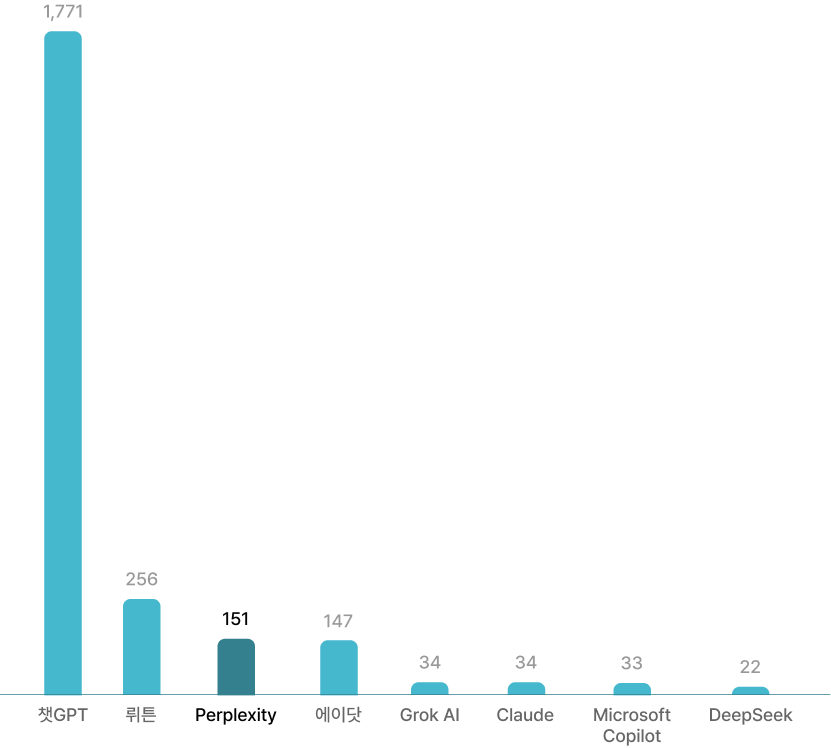 1,771
256
151
147
34
34
33
22
챗GPT
뤼튼
Perplexity
에이닷
Grok AI
Claude
Microsoft
Copilot
DeepSeek